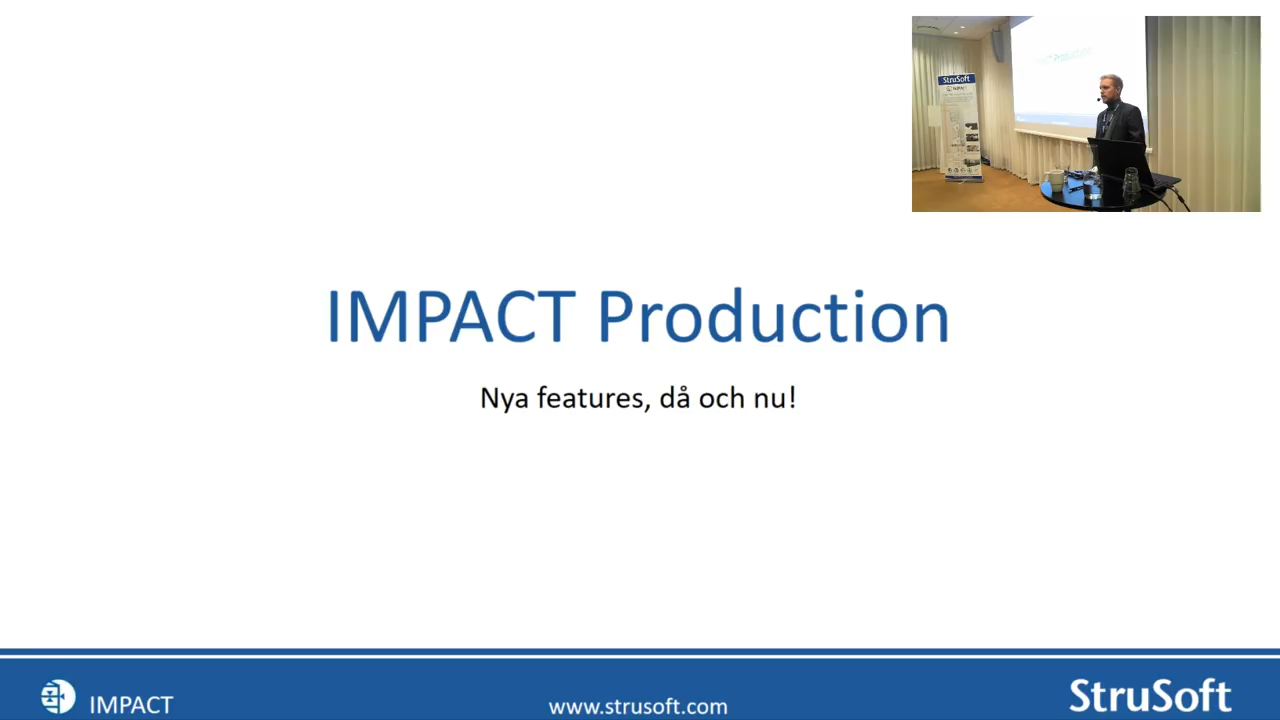 StruSoft
IMPACT Production
Nya features, då och nu!
IMPACT
www.strusoft.com
StruSoft